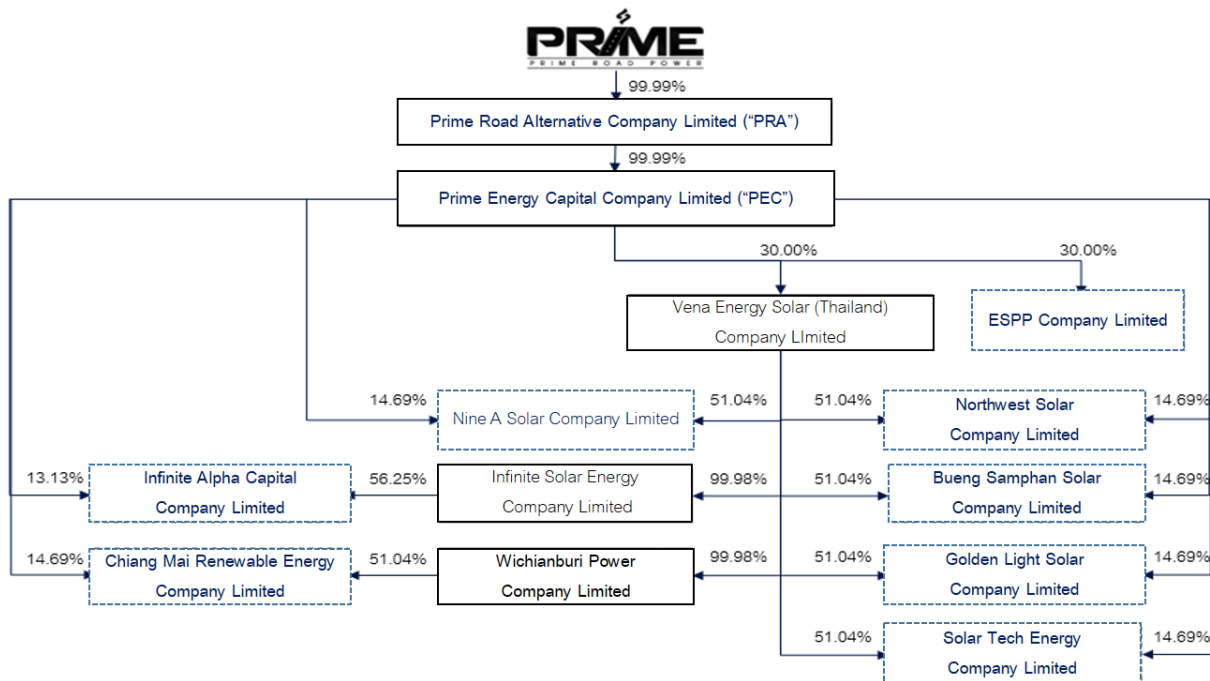 PRIME
PRIME ROAD POWER
99.99%
Prime Road Alternative Company Limited (“PRA”)
99.99%
Prime Energy Capital Company Limited (“PEC”)
30.00% 30.00%
Vena Energy Solar (Thailand)
Company LImited
ESPP Company Limited
14.69% Nine A Solar Company Limited 51.04% 51.04% Northwest Solar 14.69%
Company Limited
13.13% Infinite Alpha Capital 56.25% Infinite Solar Energy 99.98% 51.04% Bueng Samphan Solar 14.69%
Company Limited Company Limited Company Limited
14.69% Chiang Mai Renewable Energy 51.04% Wichianburi Power 99.98% 51.04% Golden Light Solar 14.69%
Company Limited Company Limited Company Limited
51.04% Solar Tech Energy 14.69%
Company Limited